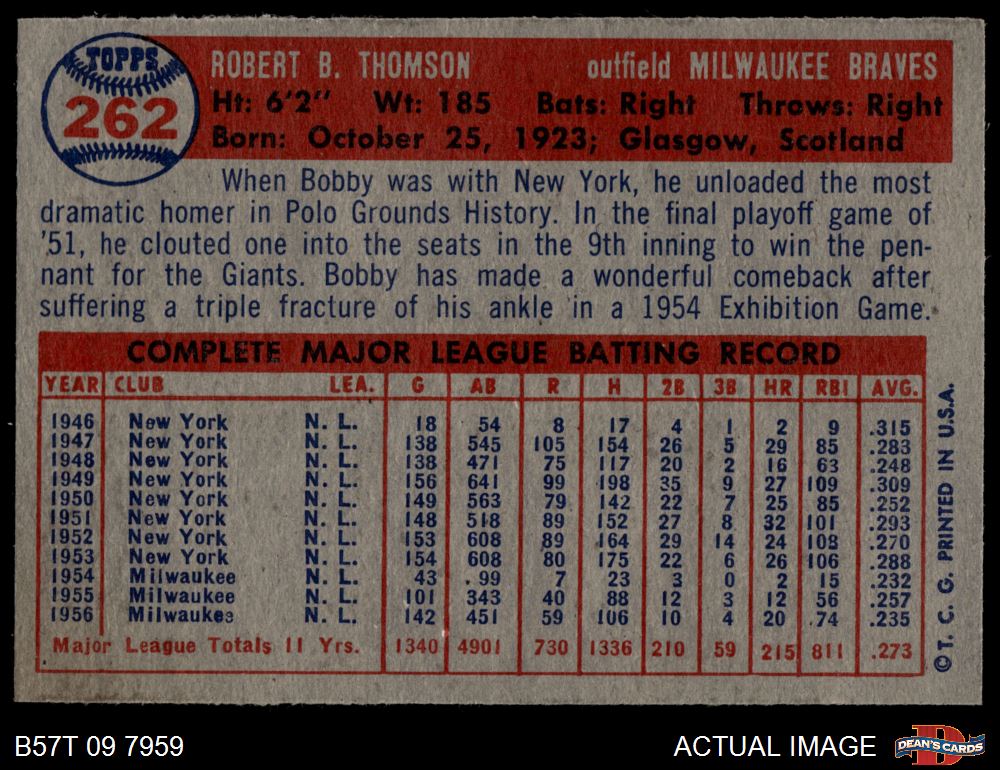 TOPPS
262
ROBERT B. THOMSON outfield MILWAUKEE BRAVES
Ht: 6'2" Wt: 185 Bats: Right Throws: Right
Born: October 25, 1923; Glasgow, Scotland
When Bobby was with New York, he unloaded the most
dramatic homer in Polo Grounds History. In the final playoff game of
'51, he clouted one into the seats in the 9th inning to win the pen-
nant for the Giants. Bobby has made a wonderful comeback after
suffering a triple fracture of his ankle in a 1954 Exhibition Game.
COMPLETE MAJOR LEAGUE BATTING RECORD
YEAR CLUB LEA. G AB R H 2B 3B HR RBI AVG.
1946 New York N. L. 18 54 8 17 4 1 2 9 .315
1947 New York N. L. 138 545 105 154 26 5 29 85 .283
1948 New York N. L. 138 471 75 117 20 2 16 63 .248
1949 New York N. L. 156 641 99 198 35 9 27 109 .309
1950 New York N. L. 149 563 79 142 22 7 25 85 .252
1951 New York N. L. 148 518 89 152 27 8 32 101 .293
1952 New York N. L. 153 608 89 164 29 14 24 108 .270
1953 New York N. L. 154 608 80 175 22 6 26 106 .288
1954 Milwaukee N. L. 43 99 7 23 3 0 2 15 .232
1955 Milwaukee N. L. 101 343 40 88 12 3 12 56 .257
1956 Milwaukee N. L. 142 451 59 106 10 4 20 74 .235
Major League Totals 11 Yrs. 1340 4901 730 1336 210 59 215 811 .273
© T. C. G. PRINTED IN U.S.A.
B57T 09 7959 ACTUAL IMAGE
DEAN'S CARDS